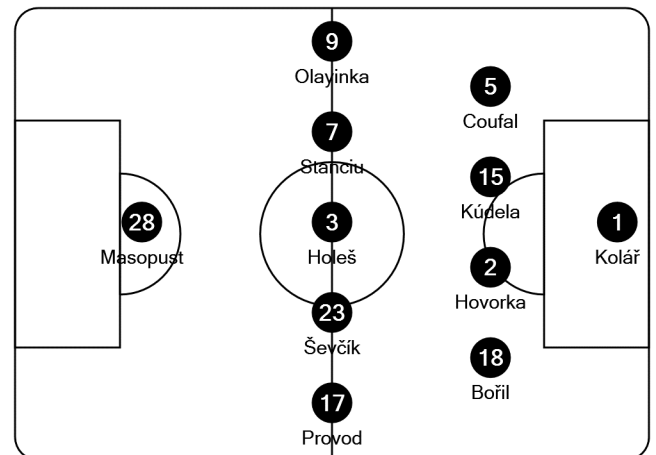 9
Olayinka
5
Coufal
7
Stanciu
15
Kúdela
28
Masopust
3
Holeš
1
Kolář
2
Hovorka
23
Ševčík
18
Bořil
17
Provod